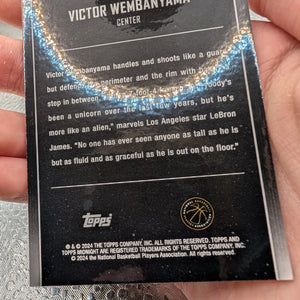 VICTOR WEMBANYAMA
CENTER
Victor Wembanyama handles and shoots like a guard
but defends the perimeter and the rim with
step in between.
been a unicorn over the last few years, but he's
more like an alien," marvels Los Angeles star LeBron
James. "No one has ever seen anyone as tall as he is
but as fluid and as graceful as he is out on the floor."
topps
® & © 2024 THE TOPPS COMPANY, INC. ALL RIGHTS RESERVED. TOPPS AND
TOPPS MIDNIGHT ARE REGISTERED TRADEMARKS OF THE TOPPS COMPANY, INC.
© 2024 the National Basketball Players Association. All rights reserved.